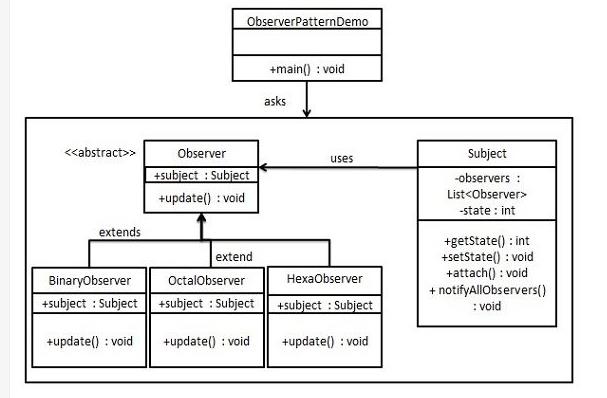 ObserverPatternDemo
+main() : void
asks
<<abstract>>
Observer
+subject : Subject
+update() : void
uses
Subject
-observers :
List<Observer>
-state : int
+getState() : int
+setState() : void
+attach() : void
+ notifyAllObservers()
: void
extends
extend
BinaryObserver
+subject : Subject
+update() : void
OctalObserver
+subject : Subject
+update() : void
HexaObserver
+subject : Subject
+update() : void